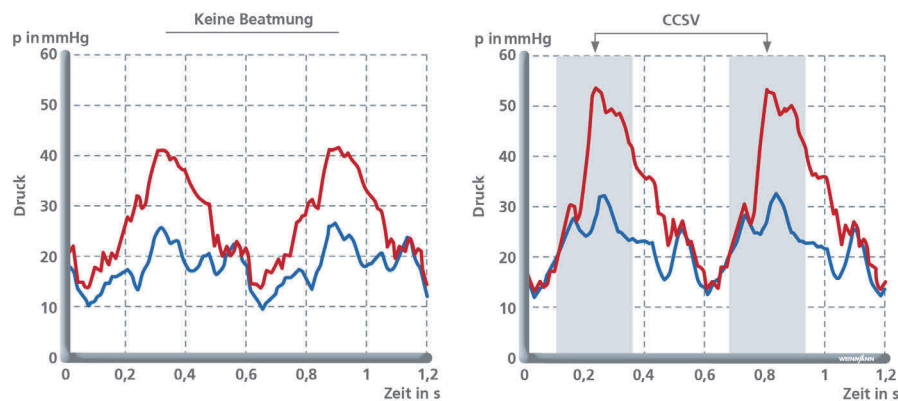 Keine Beatmung
p in mmHg
60
50
40
30
20
10
0
Druck
0 0,2 0,4 0,6 0,8 1 1,2
Zeit in s
CCSV
p in mmHg
60
50
40
30
20
10
0
Druck
0 0,2 0,4 0,6 0,8 1 1,2
Zeit in s
WEINMANN